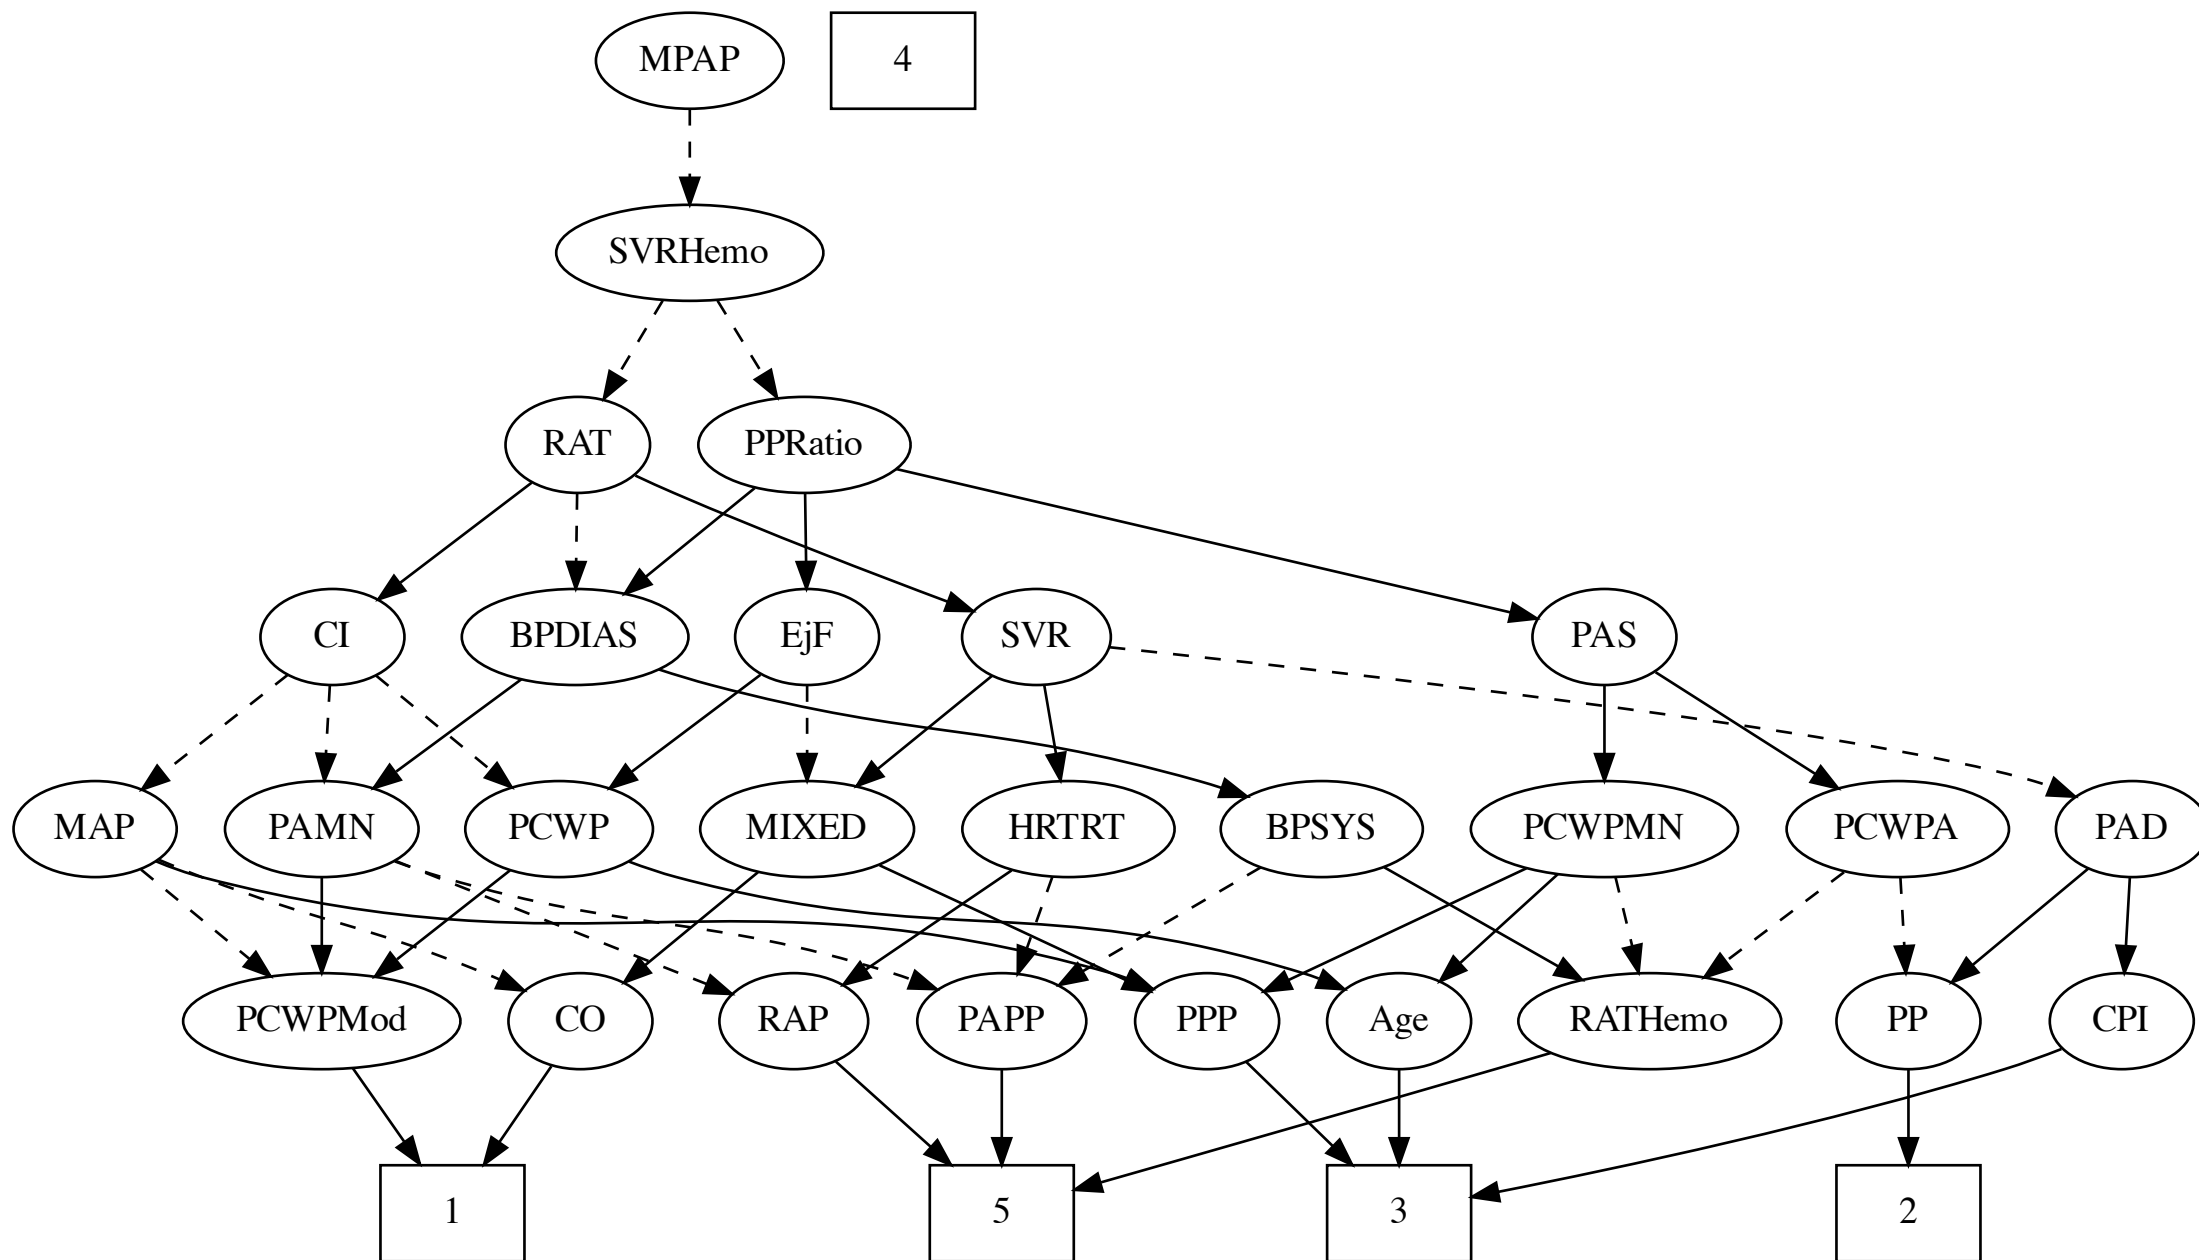 MPAP
4
SVRHemo
RAT
PPRatio
CI
BPDIAS
EjF
SVR
PAS
MAP
PAMN
PCWP
MIXED
HRTRT
BPSYS
PCWPMN
PCWPA
PAD
PCWPMod
CO
RAP
PAPP
PPP
Age
RATHemo
PP
CPI
1
5
3
2